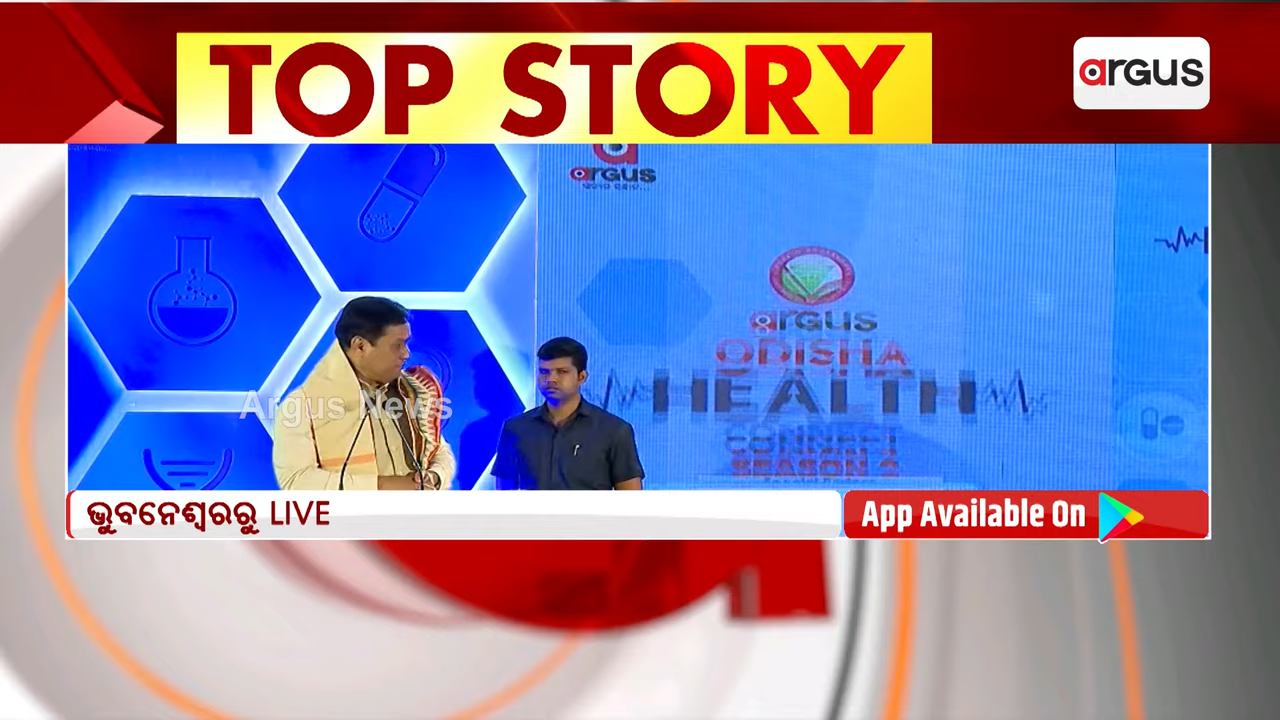 TOP STORY
argus
argus
argus
ODISHA
HEALTH
CONNECT
SEASON 2
Argus News
ଭୁବନେଶ୍ୱରରୁ LIVE
App Available On